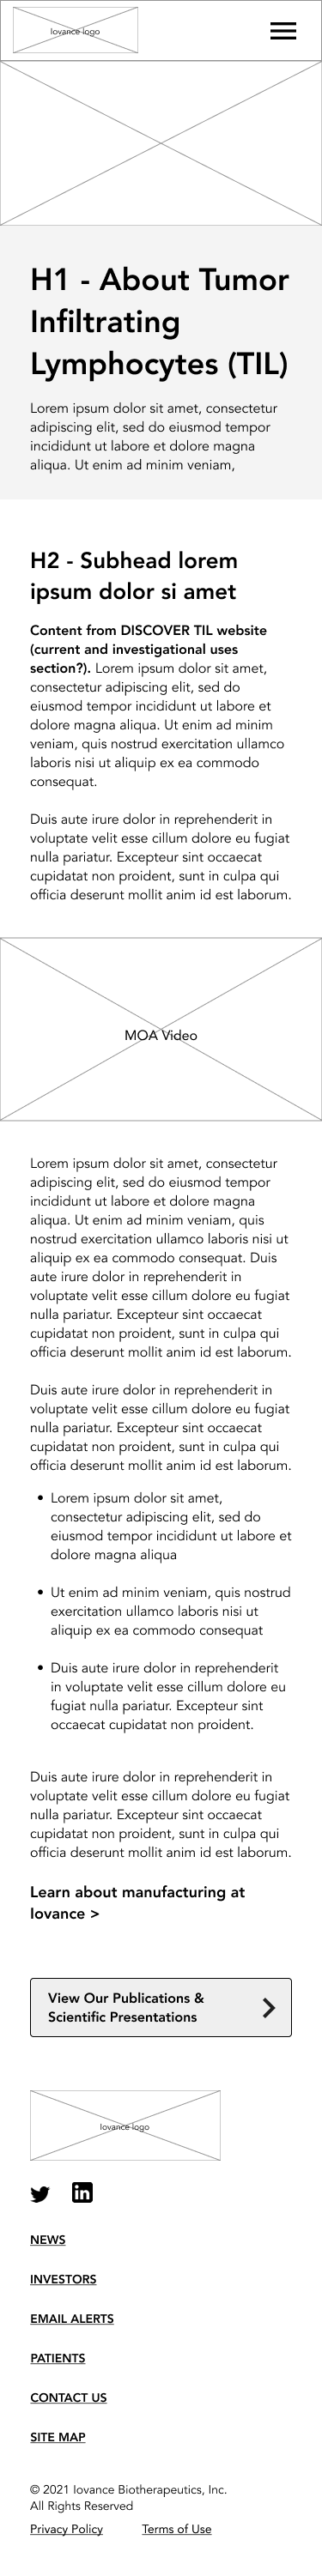 Iovance logo
H1 - About Tumor
Infiltrating
Lymphocytes (TIL)
Lorem ipsum dolor sit amet, consectetur
adipiscing elit, sed do eiusmod tempor
incididunt ut labore et dolore magna
aliqua. Ut enim ad minim veniam,
H2 - Subhead lorem
ipsum dolor si amet
Content from DISCOVER TIL website
(current and investigational uses
section?). Lorem ipsum dolor sit amet,
consectetur adipiscing elit, sed do
eiusmod tempor incididunt ut labore et
dolore magna aliqua. Ut enim ad minim
veniam, quis nostrud exercitation ullamco
laboris nisi ut aliquip ex ea commodo
consequat.
Duis aute irure dolor in reprehenderit in
voluptate velit esse cillum dolore eu fugiat
nulla pariatur. Excepteur sint occaecat
cupidatat non proident, sunt in culpa qui
officia deserunt mollit anim id est laborum.
MOA Video
Lorem ipsum dolor sit amet, consectetur
adipiscing elit, sed do eiusmod tempor
incididunt ut labore et dolore magna
aliqua. Ut enim ad minim veniam, quis
nostrud exercitation ullamco laboris nisi ut
aliquip ex ea commodo consequat. Duis
aute irure dolor in reprehenderit in
voluptate velit esse cillum dolore eu fugiat
nulla pariatur. Excepteur sint occaecat
cupidatat non proident, sunt in culpa qui
officia deserunt mollit anim id est laborum.
Duis aute irure dolor in reprehenderit in
voluptate velit esse cillum dolore eu fugiat
nulla pariatur. Excepteur sint occaecat
cupidatat non proident, sunt in culpa qui
officia deserunt mollit anim id est laborum.
• Lorem ipsum dolor sit amet,
consectetur adipiscing elit, sed do
eiusmod tempor incididunt ut labore et
dolore magna aliqua
• Ut enim ad minim veniam, quis nostrud
exercitation ullamco laboris nisi ut
aliquip ex ea commodo consequat
• Duis aute irure dolor in reprehenderit
in voluptate velit esse cillum dolore eu
fugiat nulla pariatur. Excepteur sint
occaecat cupidatat non proident.
Duis aute irure dolor in reprehenderit in
voluptate velit esse cillum dolore eu fugiat
nulla pariatur. Excepteur sint occaecat
cupidatat non proident, sunt in culpa qui
officia deserunt mollit anim id est laborum.
Learn about manufacturing at
Iovance >
View Our Publications &
Scientific Presentations
Iovance logo
in
NEWS
INVESTORS
EMAIL ALERTS
PATIENTS
CONTACT US
SITE MAP
© 2021 Iovance Biotherapeutics, Inc.
All Rights Reserved
Privacy Policy Terms of Use